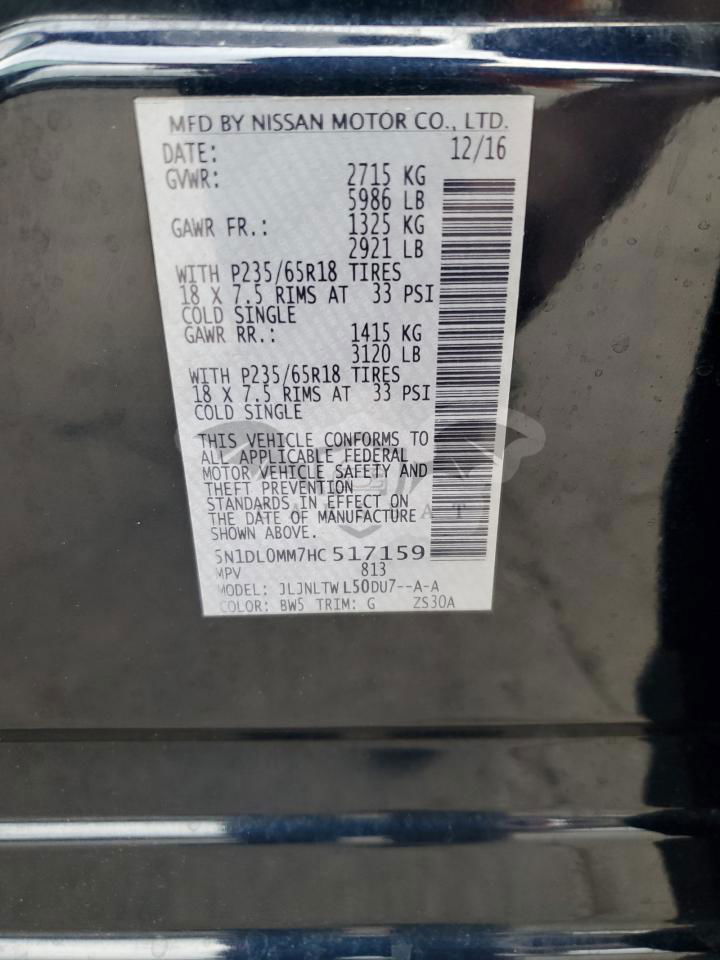 MFD BY NISSAN MOTOR CO., LTD.
DATE: 12/16
GVWR: 2715 KG
5986 LB
GAWR FR.: 1325 KG
2921 LB
WITH P235/65R18 TIRES
18 X 7.5 RIMS AT 33 PSI
COLD SINGLE
GAWR RR.: 1415 KG
3120 LB
WITH P235/65R18 TIRES
18 X 7.5 RIMS AT 33 PSI
COLD SINGLE
THIS VEHICLE CONFORMS TO
ALL APPLICABLE FEDERAL
MOTOR VEHICLE SAFETY AND
THEFT PREVENTION
STANDARDS IN EFFECT ON
THE DATE OF MANUFACTURE
SHOWN ABOVE.
5N1DL0MM7HC517159
MPV 813
MODEL: JLJNLTWL50DU7--A-A
COLOR: BW5 TRIM: G ZS30A